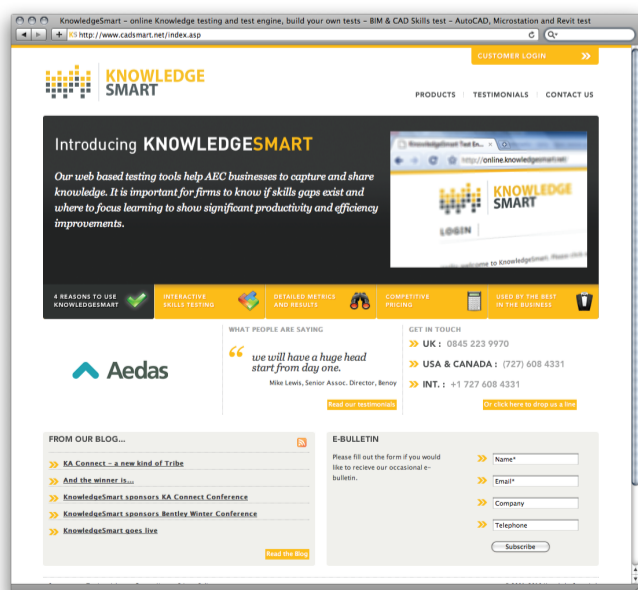 KnowledgeSmart – online Knowledge testing and test engine, build your own tests – BIM & CAD Skills test – AutoCAD, Microstation and Revit test
KS http://www.cadsmart.net/index.asp
CUSTOMER LOGIN
KNOWLEDGE
SMART
PRODUCTS TESTIMONIALS CONTACT US
Introducing KNOWLEDGESMART
Our web based testing tools help AEC businesses to capture and share
knowledge. It is important for firms to know if skills gaps exist and
where to focus learning to show significant productivity and efficiency
improvements.
KnowledgeSmart Test En...
http://online.knowledgesmart.net
KNOWLEDGE
SMART
LOGIN
welcome to KnowledgeSmart. Please
4 REASONS TO USE
KNOWLEDGESMART
INTERACTIVE
SKILLS TESTING
DETAILED METRICS
AND RESULTS
COMPETITIVE
PRICING
USED BY THE BEST
IN THE BUSINESS
Aedas
WHAT PEOPLE ARE SAYING
“ we will have a huge head
start from day one.
Mike Lewis, Senior Assoc. Director, Benoy
Read our testimonials
GET IN TOUCH
UK : 0845 223 9970
USA & CANADA : (727) 608 4331
INT. : +1 727 608 4331
Or click here to drop us a line
FROM OUR BLOG...
KA Connect – a new kind of Tribe
And the winner is...
KnowledgeSmart sponsors KA Connect Conference
KnowledgeSmart sponsors Bentley Winter Conference
KnowledgeSmart goes live
Read the Blog
E-BULLETIN
Please fill out the form if you would
like to recieve our occasional e-
bulletin.
Name*
Email*
Company
Telephone
Subscribe